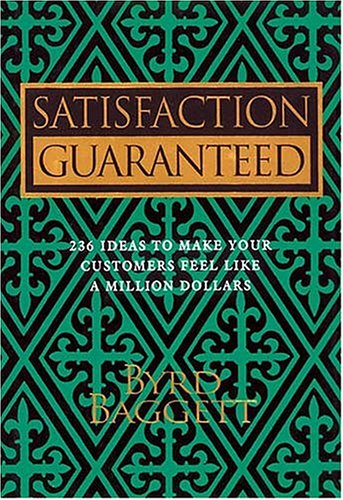 SATISFACTION
GUARANTEED
236 IDEAS TO MAKE YOUR
CUSTOMERS FEEL LIKE
A MILLION DOLLARS
BYRD
BAGGETT